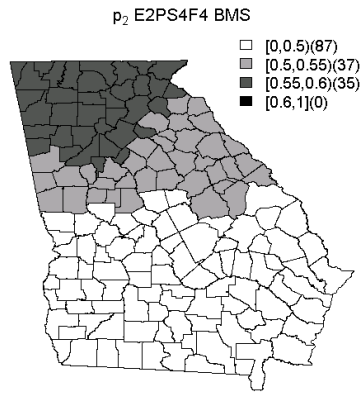 p₂ E2PS4F4 BMS
[0,0.5)(87)
[0.5,0.55)(37)
[0.55,0.6)(35)
[0.6,1](0)